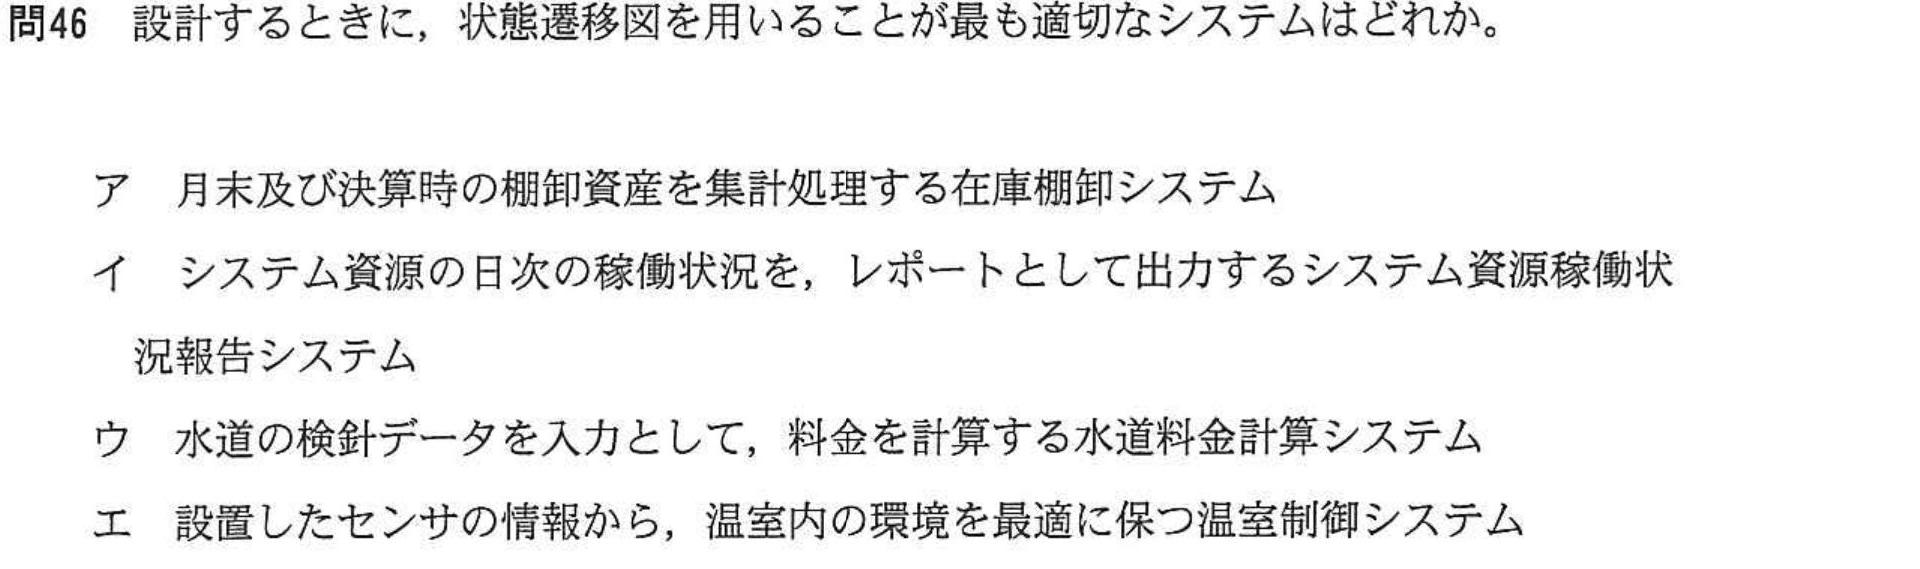 問46 設計するときに，状態遷移図を用いることが最も適切なシステムはどれか。
ア 月末及び決算時の棚卸資産を集計処理する在庫棚卸システム
イ システム資源の日次の稼働状況を，レポートとして出力するシステム資源稼働状
況報告システム
ウ 水道の検針データを入力として，料金を計算する水道料金計算システム
エ 設置したセンサの情報から，温室内の環境を最適に保つ温室制御システム